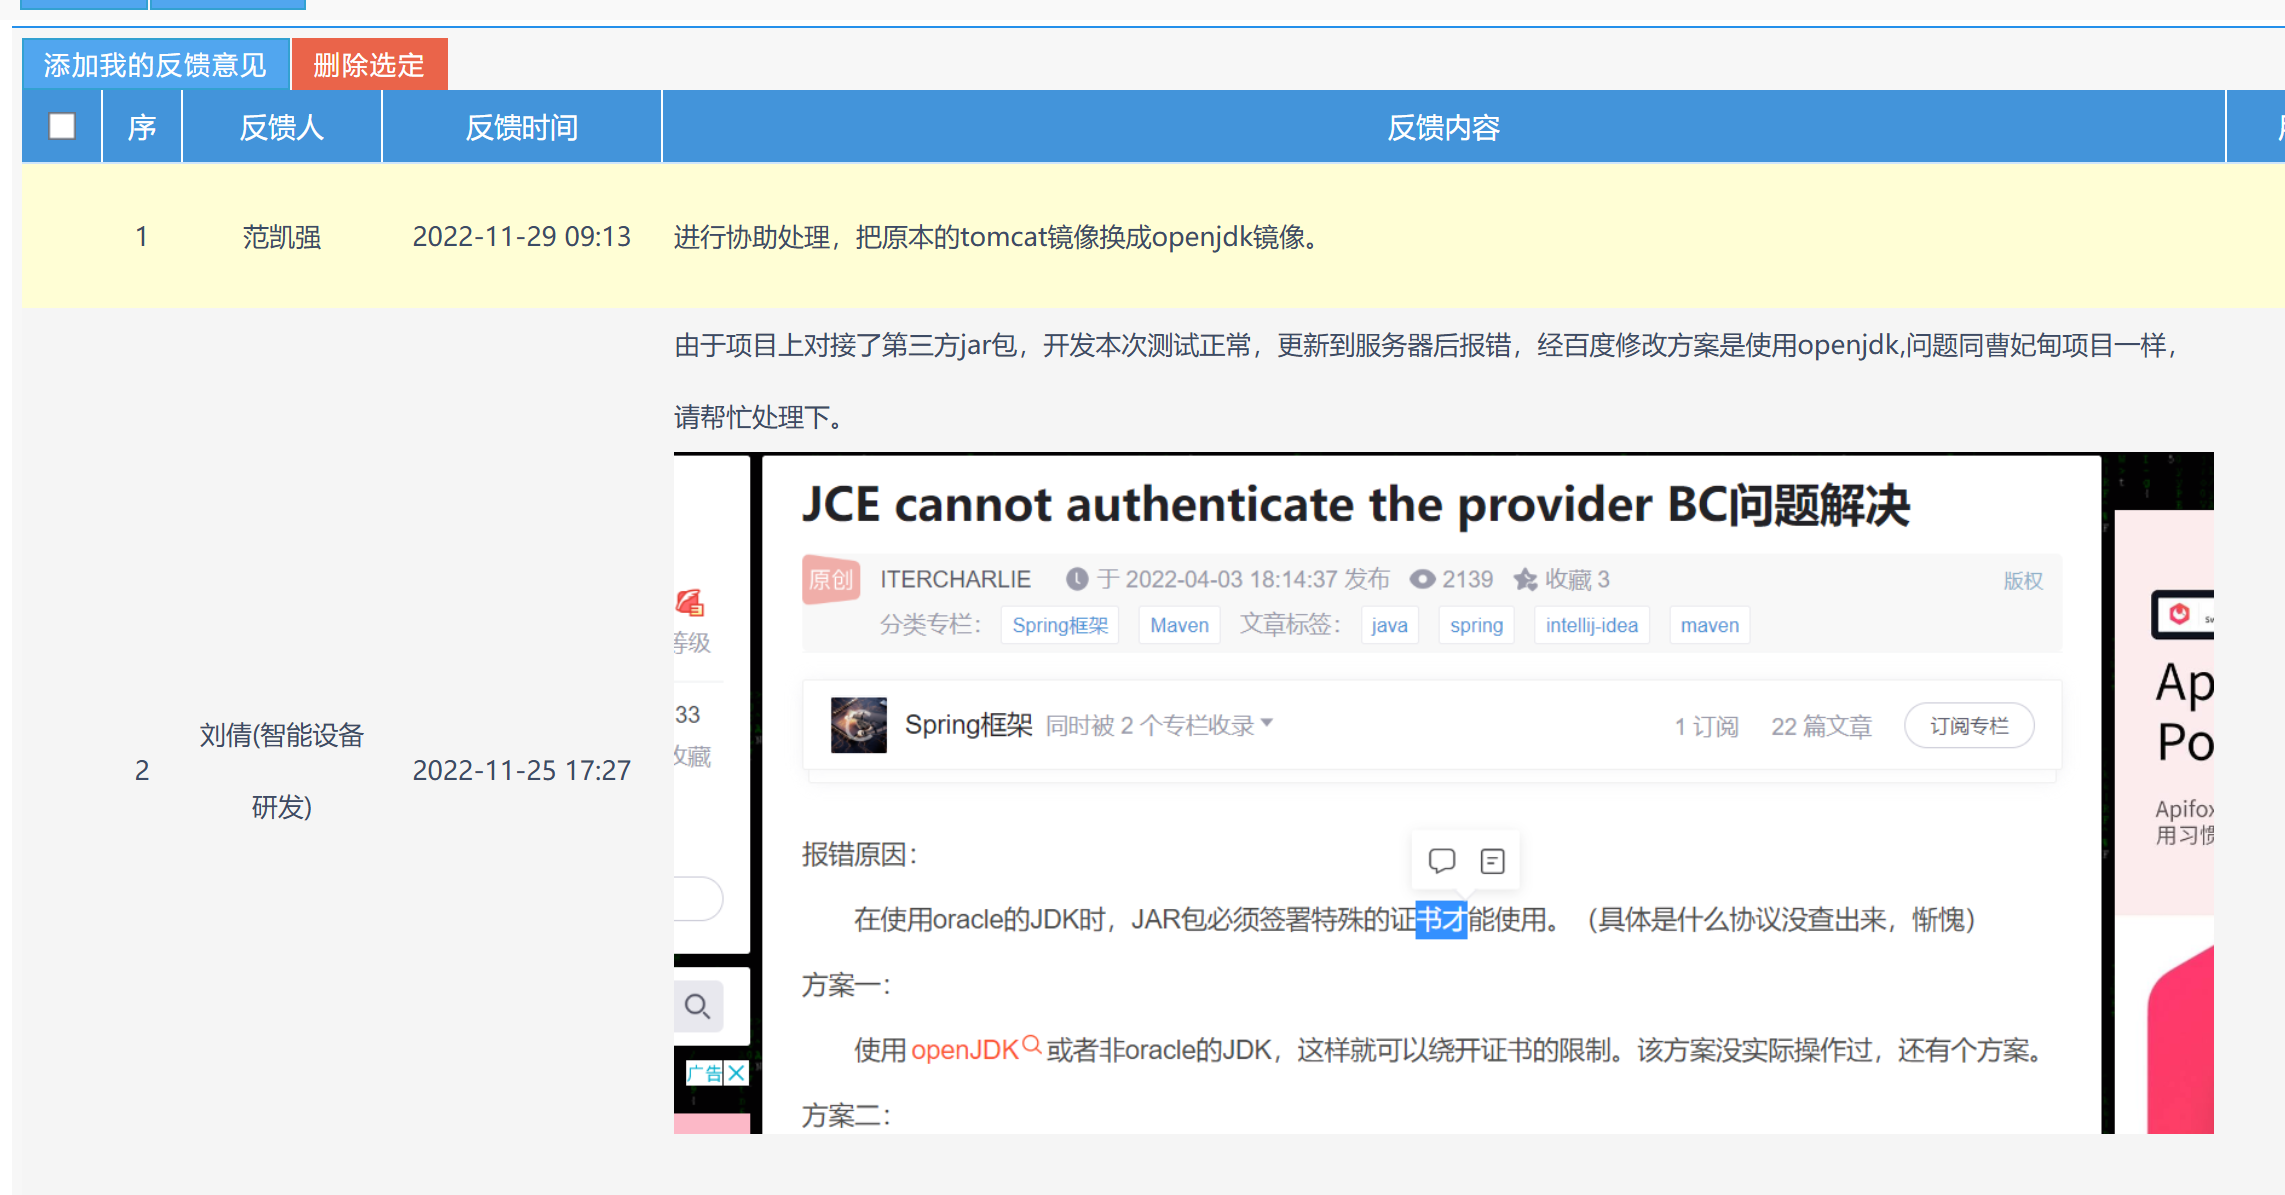 添加我的反馈意见 删除选定
序 反馈人 反馈时间 反馈内容
1 范凯强 2022-11-29 09:13 进行协助处理，把原本的tomcat镜像换成openjdk镜像。
由于项目上对接了第三方jar包，开发本次测试正常，更新到服务器后报错，经百度修改方案是使用openjdk,问题同曹妃甸项目一样，
请帮忙处理下。
2 刘倩(智能设备
研发) 2022-11-25 17:27
JCE cannot authenticate the provider BC问题解决
原创 ITERCHARLIE 于 2022-04-03 18:14:37 发布 2139 收藏 3 版权
分类专栏： Spring框架 Maven 文章标签： java spring intellij-idea maven
等级
33
收藏
Spring框架 同时被 2 个专栏收录 1 订阅 22 篇文章 订阅专栏
报错原因：
在使用oracle的JDK时，JAR包必须签署特殊的证书才能使用。（具体是什么协议没查出来，惭愧）
方案一：
使用 openJDK 或者非oracle的JDK，这样就可以绕开证书的限制。该方案没实际操作过，还有个方案。
方案二：
广告
Ap
Po
Apifox
用习惯